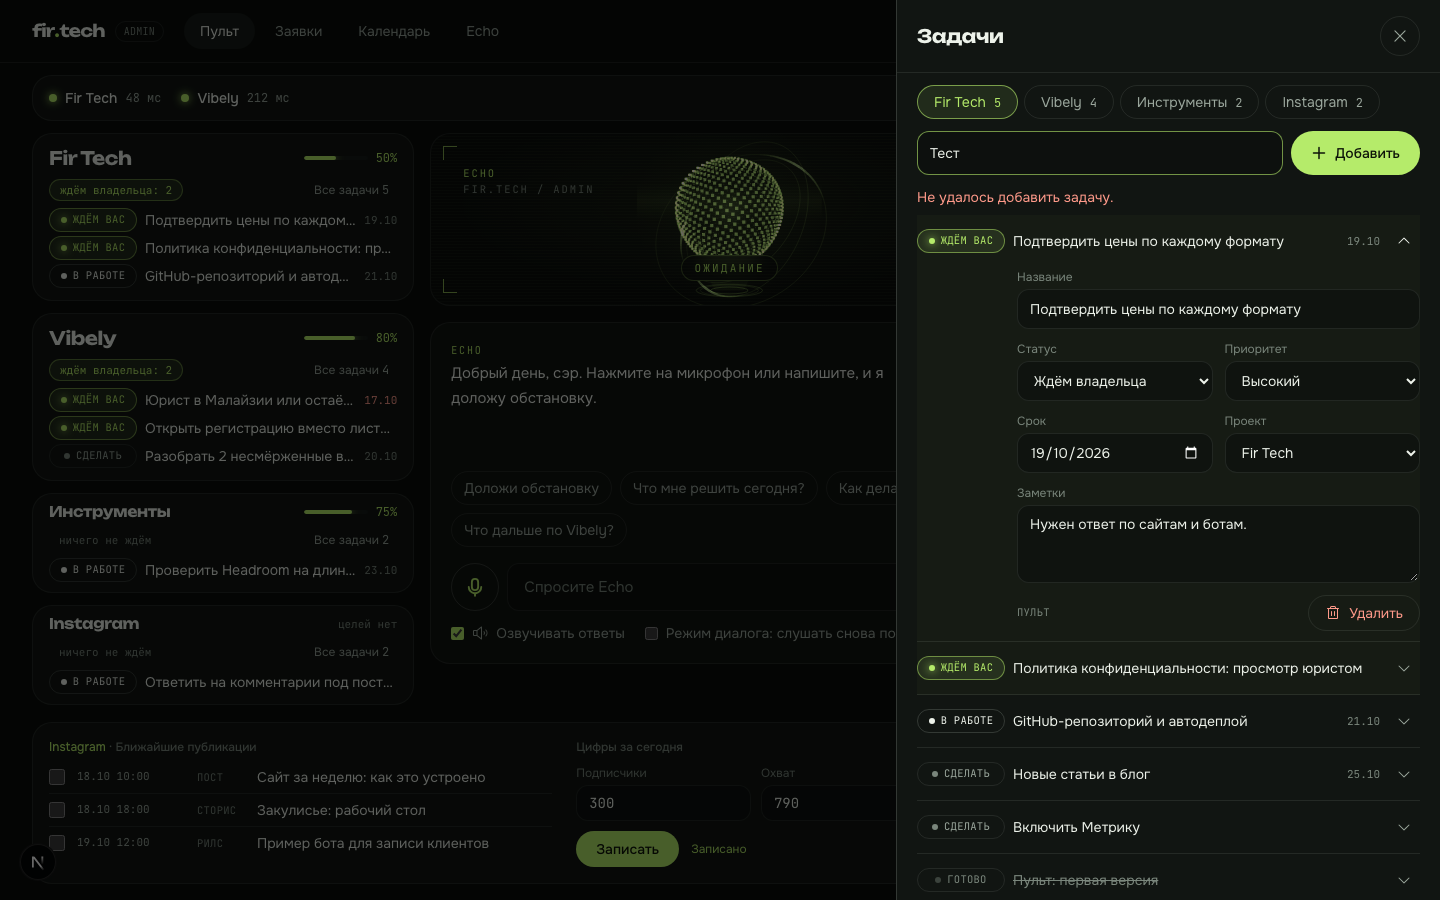 fir.tech ADMIN Пульт Заявки Календарь Echo
Fir Tech 48 мс Vibely 212 мс
Fir Tech 50%
ждём владельца: 2 Все задачи 5
ЖДЁМ ВАС Подтвердить цены по каждом... 19.10
ЖДЁМ ВАС Политика конфиденциальности: пр...
В РАБОТЕ GitHub-репозиторий и автод... 21.10
Vibely 80%
ждём владельца: 2 Все задачи 4
ЖДЁМ ВАС Юрист в Малайзии или остаё... 17.10
ЖДЁМ ВАС Открыть регистрацию вместо лист...
СДЕЛАТЬ Разобрать 2 несмёрженные в... 20.10
Инструменты 75%
ничего не ждём Все задачи 2
В РАБОТЕ Проверить Headroom на длин... 23.10
Instagram целей нет
ничего не ждём Все задачи 2
В РАБОТЕ Ответить на комментарии под пост...
ECHO
FIR.TECH / ADMIN
ОЖИДАНИЕ
ECHO
Добрый день, сэр. Нажмите на микрофон или напишите, и я
доложу обстановку.
Доложи обстановку Что мне решить сегодня? Как дела
Что дальше по Vibely?
Спросите Echo
Озвучивать ответы Режим диалога: слушать снова по
Instagram · Ближайшие публикации
18.10 10:00 ПОСТ Сайт за неделю: как это устроено
18.10 18:00 СТОРИС Закулисье: рабочий стол
19.10 12:00 РИЛС Пример бота для записи клиентов
N
Цифры за сегодня
Подписчики Охват
300 790
Записать Записано
Задачи
Fir Tech 5 Vibely 4 Инструменты 2 Instagram 2
Тест Добавить
Не удалось добавить задачу.
ЖДЁМ ВАС Подтвердить цены по каждому формату 19.10
Название
Подтвердить цены по каждому формату
Статус Приоритет
Ждём владельца Высокий
Срок Проект
19/10/2026 Fir Tech
Заметки
Нужен ответ по сайтам и ботам.
ПУЛЬТ Удалить
ЖДЁМ ВАС Политика конфиденциальности: просмотр юристом
В РАБОТЕ GitHub-репозиторий и автодеплой 21.10
СДЕЛАТЬ Новые статьи в блог 25.10
СДЕЛАТЬ Включить Метрику
ГОТОВО Пульт: первая версия